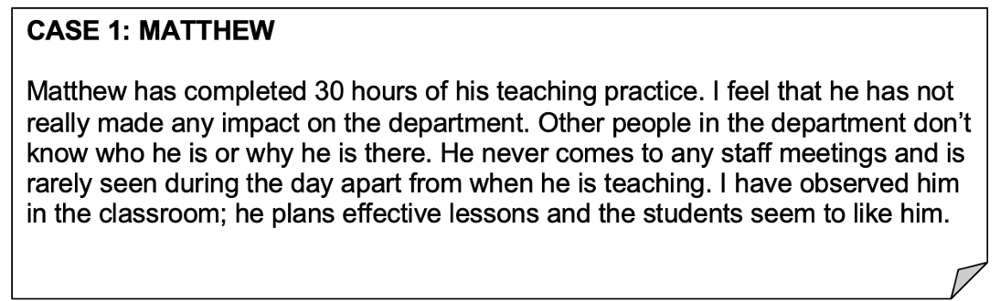 CASE 1: MATTHEW
Matthew has completed 30 hours of his teaching practice. I feel that he has not
really made any impact on the department. Other people in the department don’t
know who he is or why he is there. He never comes to any staff meetings and is
rarely seen during the day apart from when he is teaching. I have observed him
in the classroom; he plans effective lessons and the students seem to like him.